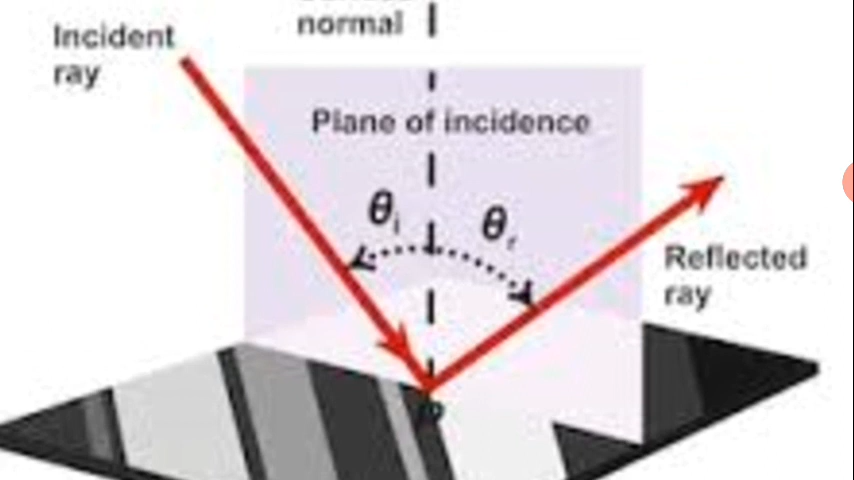 Incident
ray
normal
Plane of incidence
θi
θr
Reflected
ray